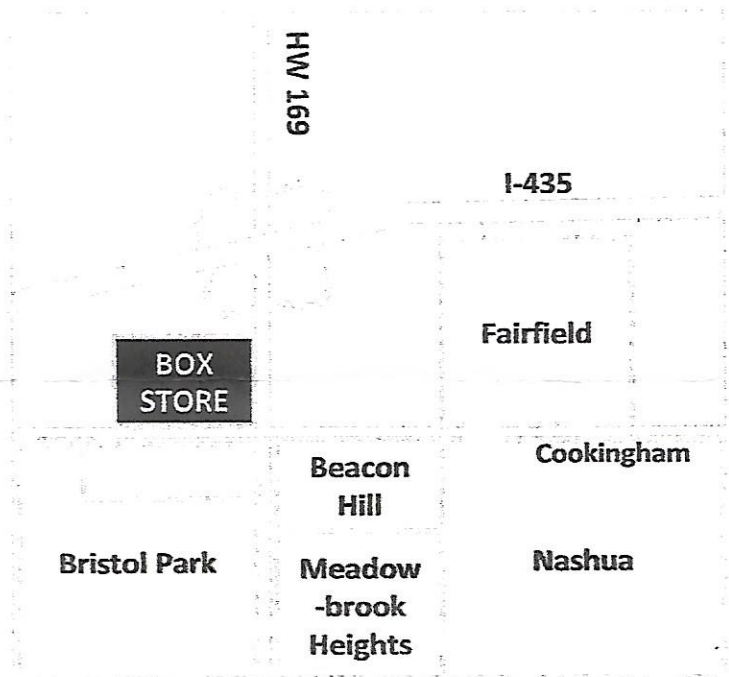 HW 169
I-435
Fairfield
BOX
STORE
Cookingham
Beacon
Hill
Bristol Park
Meadow
-brook
Heights
Nashua